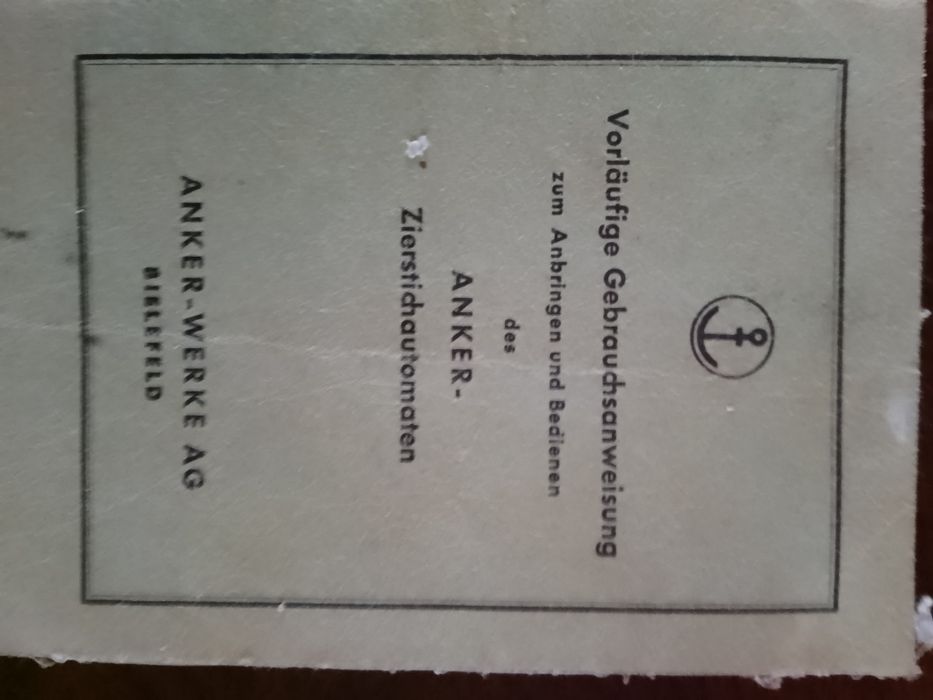 Vorläufige Gebrauchsanweisung
zum Anbringen und Bedienen
des
ANKER-
Zierstichautomaten
ANKER-WERKE AG
BIELEFELD